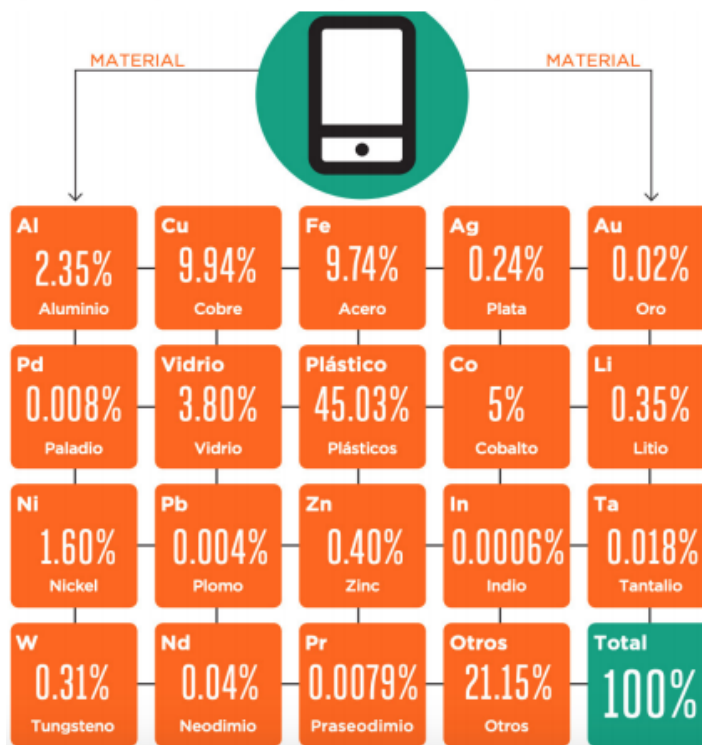 MATERIAL
MATERIAL
Al
2.35%
Aluminio
Cu
9.94%
Cobre
Fe
9.74%
Acero
Ag
0.24%
Plata
Au
0.02%
Oro
Pd
0.008%
Paladio
Vidrio
3.80%
Vidrio
Plástico
45.03%
Plásticos
Co
5%
Cobalto
Li
0.35%
Litio
Ni
1.60%
Nickel
Pb
0.004%
Plomo
Zn
0.40%
Zinc
In
0.0006%
Indio
Ta
0.018%
Tantalio
W
0.31%
Tungsteno
Nd
0.04%
Neodimio
Pr
0.0079%
Praseodimio
Otros
21.15%
Otros
Total
100%